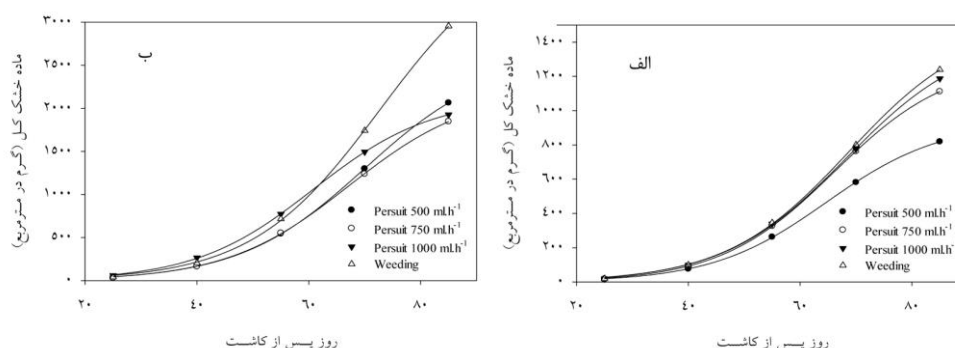 الف
ماده خشک کل (گرم در مترمربع)
۱۴۰۰
۱۲۰۰
۱۰۰۰
۸۰۰
۶۰۰
۴۰۰
۲۰۰
۰
۲۰ ۴۰ ۶۰ ۸۰
روز پس از کاشت
Persuit 500 ml.h⁻¹
Persuit 750 ml.h⁻¹
Persuit 1000 ml.h⁻¹
Weeding
ب
ماده خشک کل (گرم در مترمربع)
۳۰۰۰
۲۵۰۰
۲۰۰۰
۱۵۰۰
۱۰۰۰
۵۰۰
۰
۲۰ ۴۰ ۶۰ ۸۰
روز پس از کاشت
Persuit 500 ml.h⁻¹
Persuit 750 ml.h⁻¹
Persuit 1000 ml.h⁻¹
Weeding